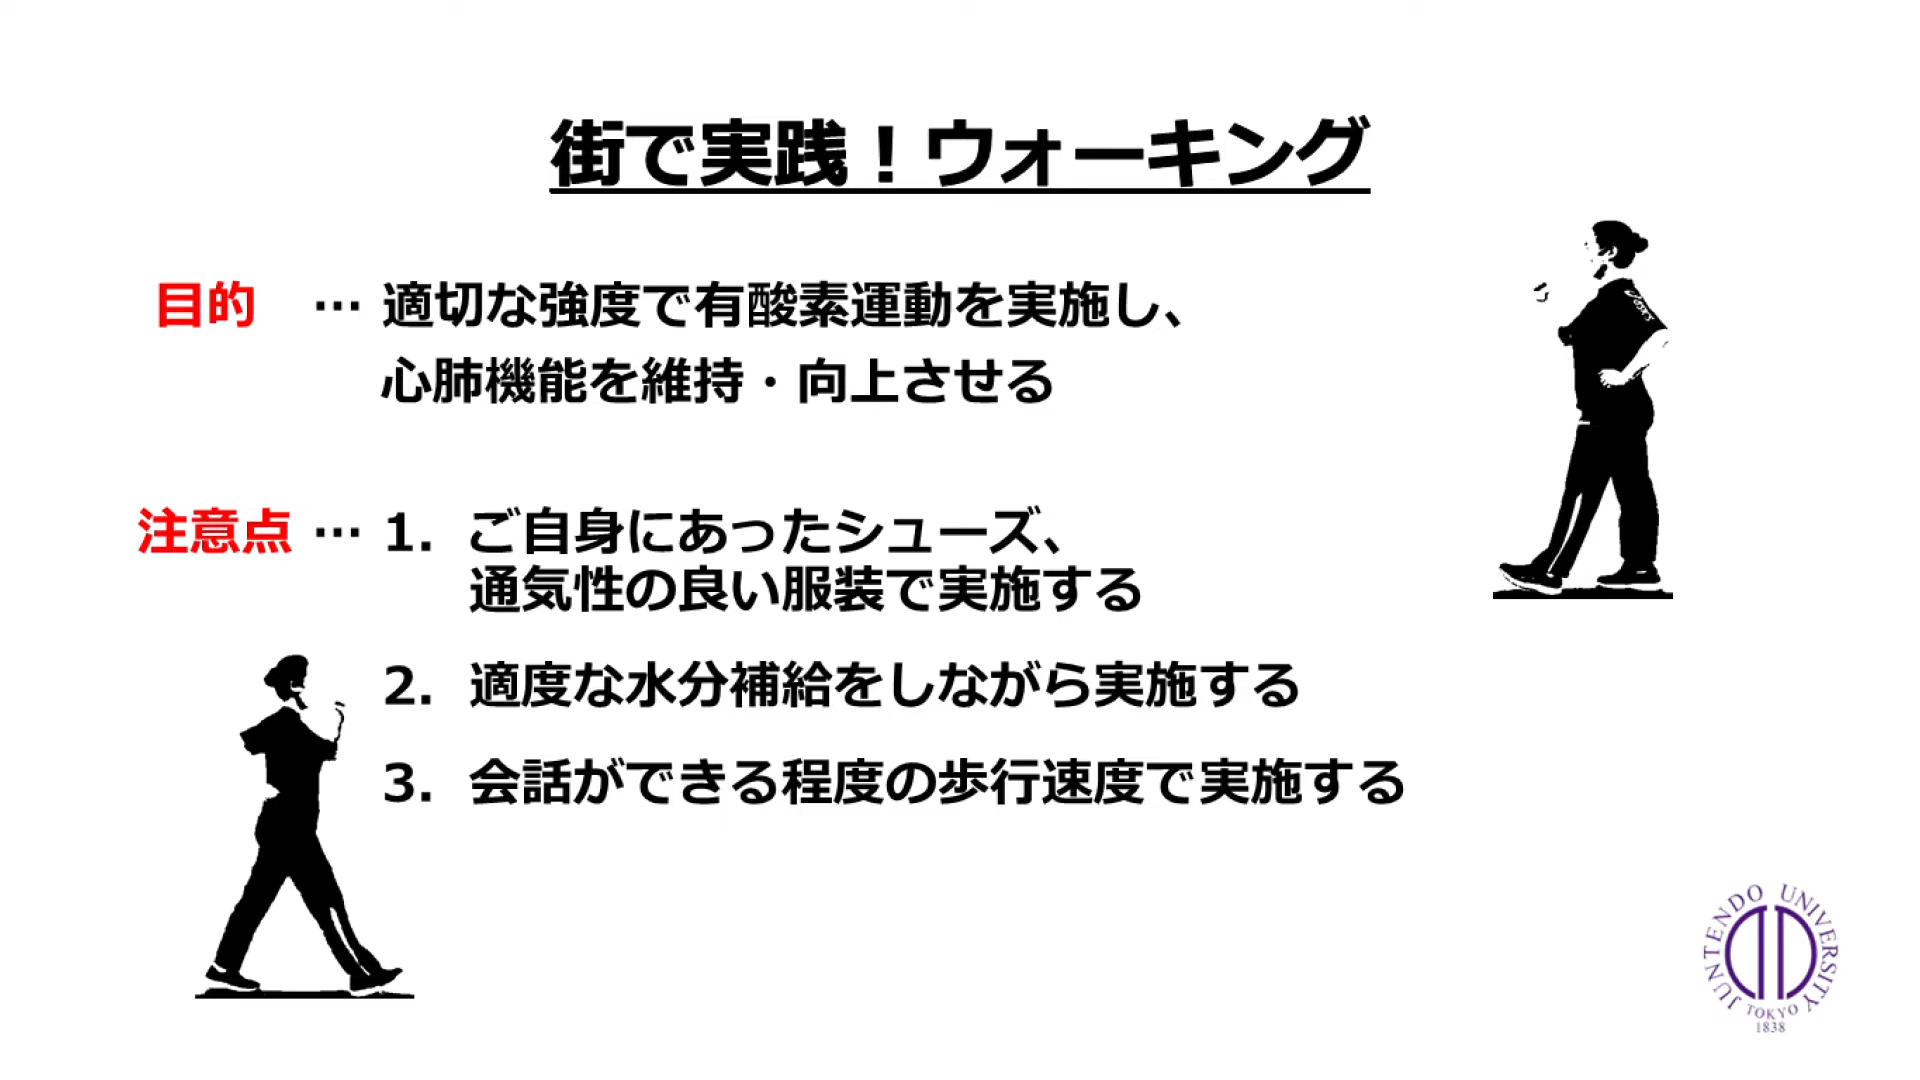 街で実践！ウォーキング
目的 … 適切な強度で有酸素運動を実施し、
心肺機能を維持・向上させる
注意点 … 1. ご自身にあったシューズ、
通気性の良い服装で実施する
2. 適度な水分補給をしながら実施する
3. 会話ができる程度の歩行速度で実施する
JUNTENDO UNIVERSITY
TOKYO
1838